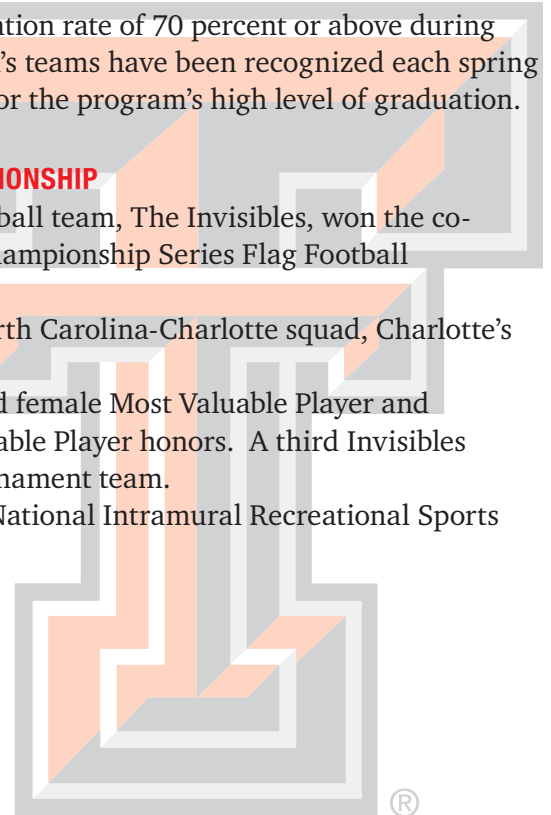 ntion rate of 70 percent or above during
's teams have been recognized each spring
or the program's high level of graduation.
IONSHIP
ball team, The Invisibles, won the co-
hampionship Series Flag Football
rth Carolina-Charlotte squad, Charlotte's
d female Most Valuable Player and
able Player honors. A third Invisibles
nament team.
National Intramural Recreational Sports
®